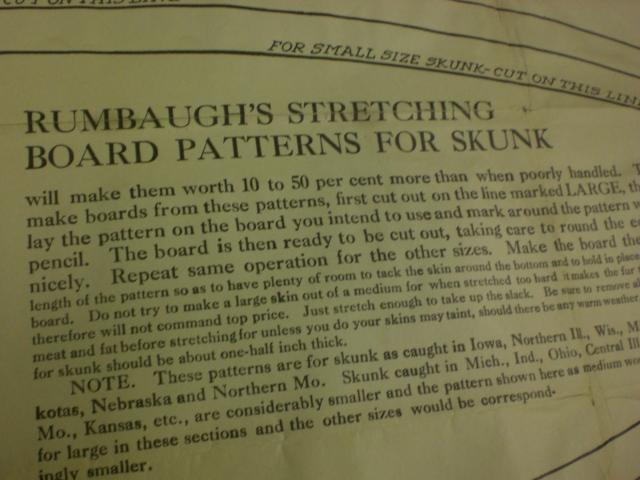 CUT ON THIS LINE
FOR SMALL SIZE SKUNK-CUT ON THIS LINE
RUMBAUGH'S STRETCHING
BOARD PATTERNS FOR SKUNK
will make them worth 10 to 50 per cent more than when poorly handled. T
make boards from these patterns, first cut out on the line marked LARGE, th
lay the pattern on the board you intend to use and mark around the pattern w
pencil. The board is then ready to be cut out, taking care to round the e
nicely. Repeat same operation for the other sizes. Make the board the
length of the pattern so as to have plenty of room to tack the skin around the bottom and to hold in place
board. Do not try to make a large skin out of a medium for when stretched too hard it makes the fur
therefore will not command top price. Just stretch enough to take up the slack. Be sure to remove al
meat and fat before stretching for unless you do your skins may taint, should there be any warm weather
for skunk should be about one-half inch thick.
NOTE. These patterns are for skunk as caught in Iowa, Northern Ill., Wis., M
kotas, Nebraska and Northern Mo. Skunk caught in Mich., Ind., Ohio, Central Ill
Mo., Kansas, etc., are considerably smaller and the pattern shown here as medium wo
for large in these sections and the other sizes would be correspond-
ingly smaller.